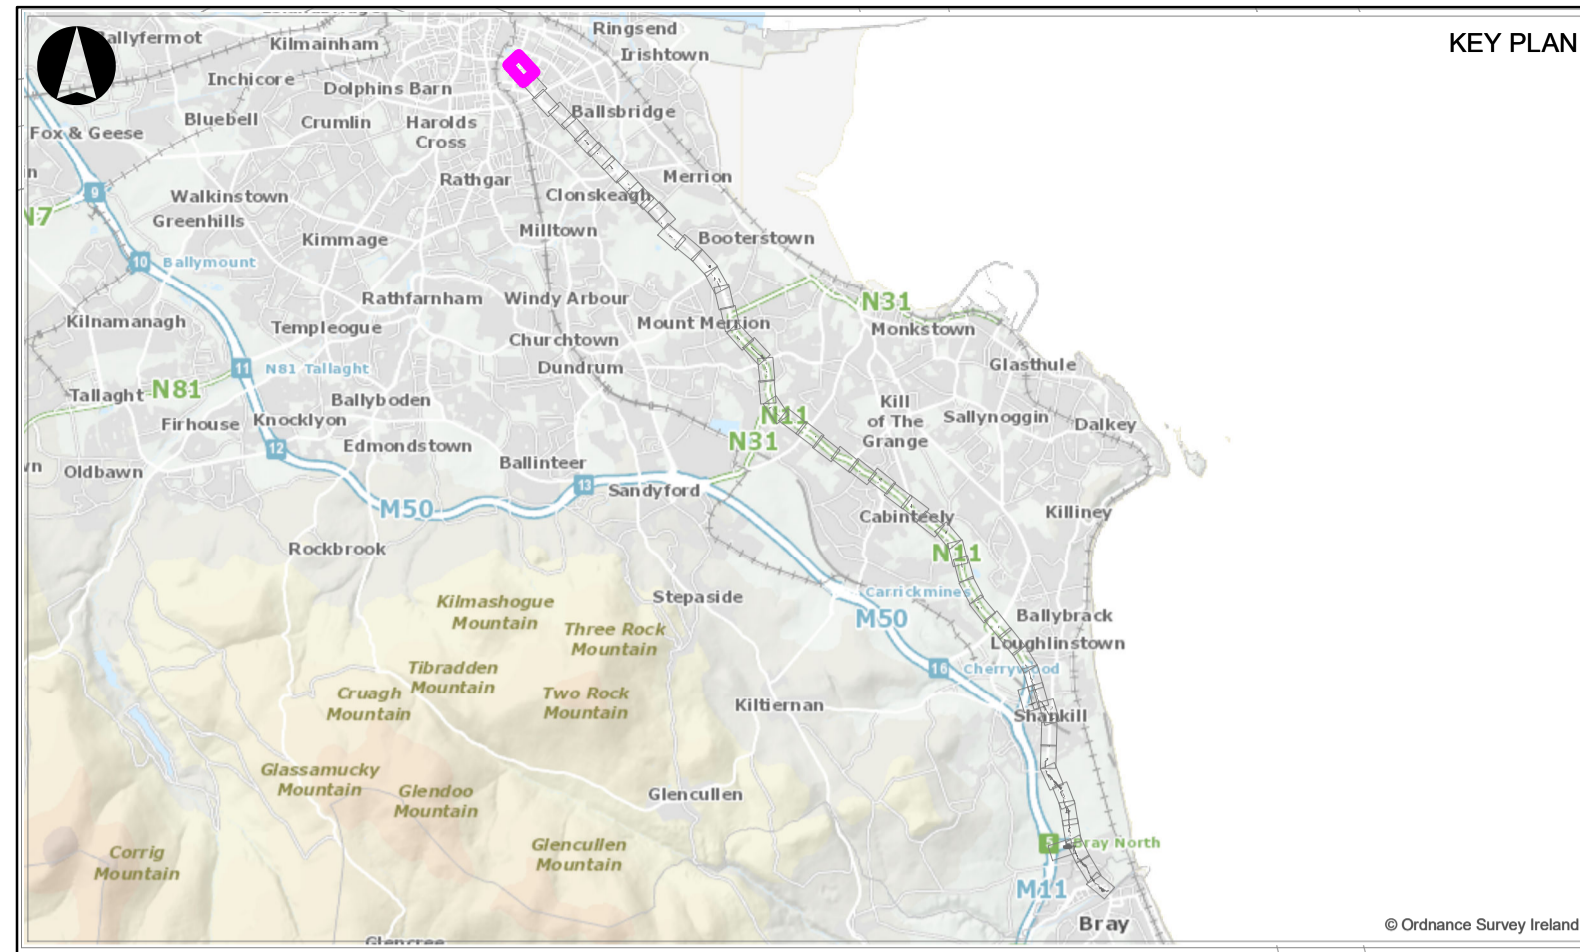 KEY PLAN
Ringsend
Irishtown
Ballyfermot
Kilmainham
Inchicore
Dolphins Barn
Ballsbridge
Bluebell
Crumlin
Harolds
Cross
Fox & Geese
Rathgar
Merrion
9
Walkinstown
Clonskeagh
N7
Greenhills
Kimmage
Milltown
Booterstown
10
Ballymount
Rathfarnham
Windy Arbour
N31
Kilnamanagh
Templeogue
Mount Merrion
Monkstown
Churchtown
11
N81 Tallaght
Dundrum
Glasthule
Tallaght
N81
Ballyboden
Kill
of The
Grange
Firhouse
Knocklyon
N11
Sallynoggin
Dalkey
12
Edmondstown
N31
Oldbawn
Ballinteer
13
Sandyford
M50
Cabinteely
Killiney
Rockbrook
N11
Stepaside
Carrickmines
Kilmashogue
Mountain
M50
Ballybrack
Three Rock
Mountain
Loughlinstown
Tibradden
Mountain
16
Cherrywood
Cruagh
Mountain
Two Rock
Mountain
Kiltiernan
Shankill
Glassamucky
Mountain
Glendoo
Mountain
Glencullen
Corrig
Mountain
Glencullen
Mountain
5
Bray North
M11
Bray
© Ordnance Survey Ireland
Glencree